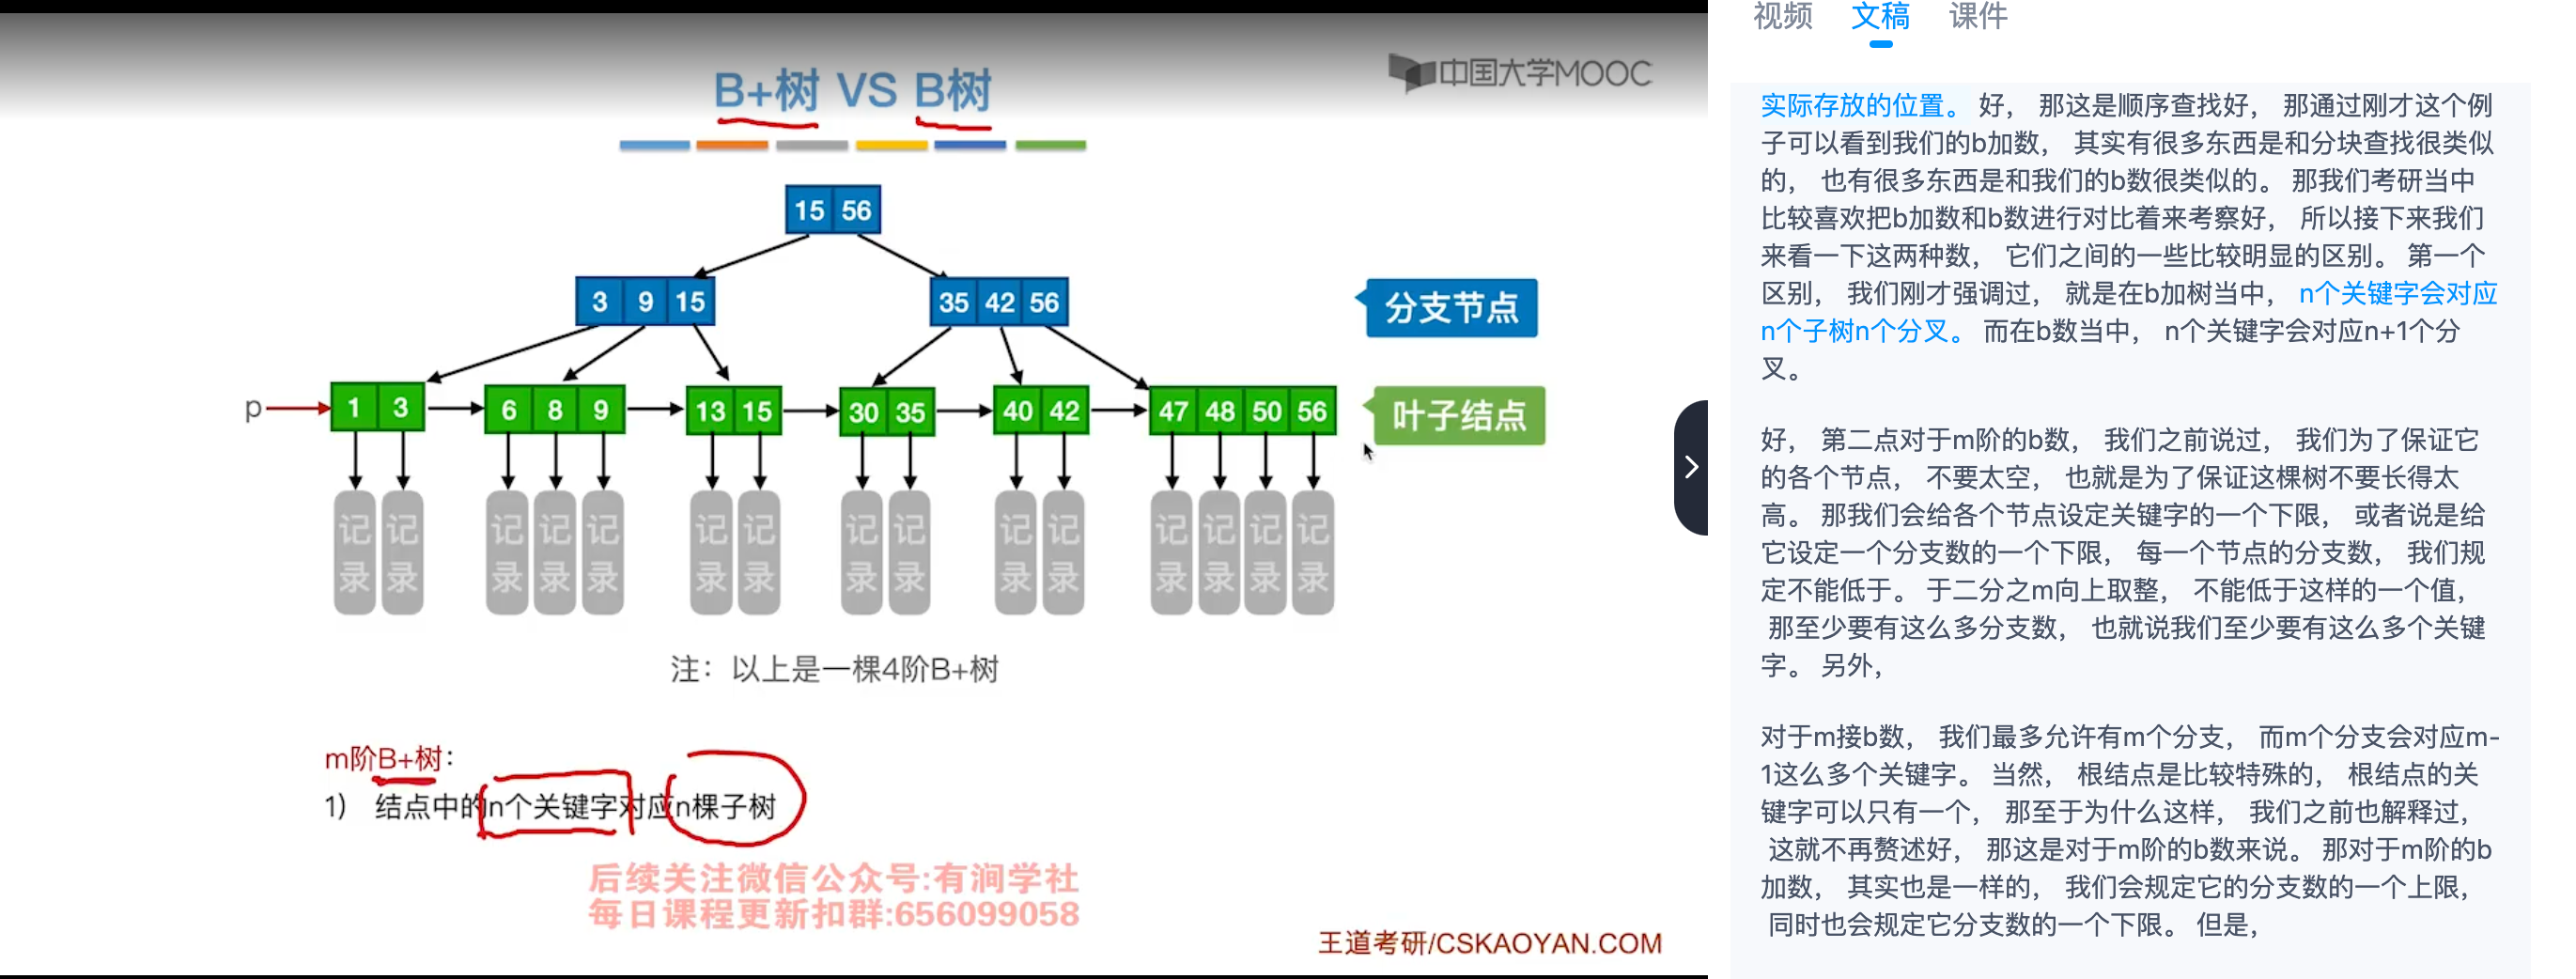 B+树 VS B树
中国大学MOOC
15 56
3 9 15
35 42 56
分支节点
p
1 3
6 8 9
13 15
30 35
40 42
47 48 50 56
叶子结点
记录 记录 记录 记录 记录 记录 记录 记录 记录 记录 记录 记录 记录 记录 记录
注：以上是一棵4阶B+树
m阶B+树：
1） 结点中的n个关键字对应n棵子树
后续关注微信公众号:有涧学社
每日课程更新扣群:656099058
王道考研/CSKAOYAN.COM
视频 文稿 课件
实际存放的位置。 好， 那这是顺序查找好， 那通过刚才这个例
子可以看到我们的b加数， 其实有很多东西是和分块查找很类似
的， 也有很多东西是和我们的b数很类似的。 那我们考研当中
比较喜欢把b加数和b数进行对比着来考察好， 所以接下来我们
来看一下这两种数， 它们之间的一些比较明显的区别。 第一个
区别， 我们刚才强调过， 就是在b加树当中， n个关键字会对应
n个子树n个分叉。 而在b数当中， n个关键字会对应n+1个分
叉。
好， 第二点对于m阶的b数， 我们之前说过， 我们为了保证它
的各个节点， 不要太空， 也就是为了保证这棵树不要长得太
高。 那我们会给各个节点设定关键字的一个下限， 或者说是给
它设定一个分支数的一个下限， 每一个节点的分支数， 我们规
定不能低于。 于二分之m向上取整， 不能低于这样的一个值，
那至少要有这么多分支数， 也就说我们至少要有这么多个关键
字。 另外，
对于m接b数， 我们最多允许有m个分支， 而m个分支会对应m-
1这么多个关键字。 当然， 根结点是比较特殊的， 根结点的关
键字可以只有一个， 那至于为什么这样， 我们之前也解释过，
这就不再赘述好， 那这是对于m阶的b数来说。 那对于m阶的b
加数， 其实也是一样的， 我们会规定它的分支数的一个上限，
同时也会规定它分支数的一个下限。 但是，